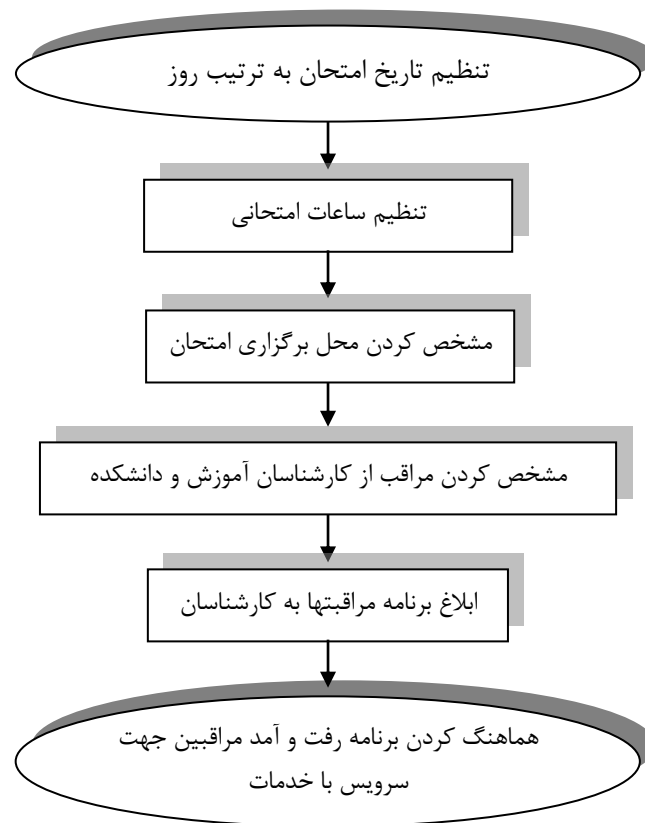 تنظیم تاریخ امتحان به ترتیب روز
تنظیم ساعات امتحانی
مشخص کردن محل برگزاری امتحان
مشخص کردن مراقب از کارشناسان آموزش و دانشکده
ابلاغ برنامه مراقبتها به کارشناسان
هماهنگ کردن برنامه رفت و آمد مراقبین جهت
سرویس با خدمات